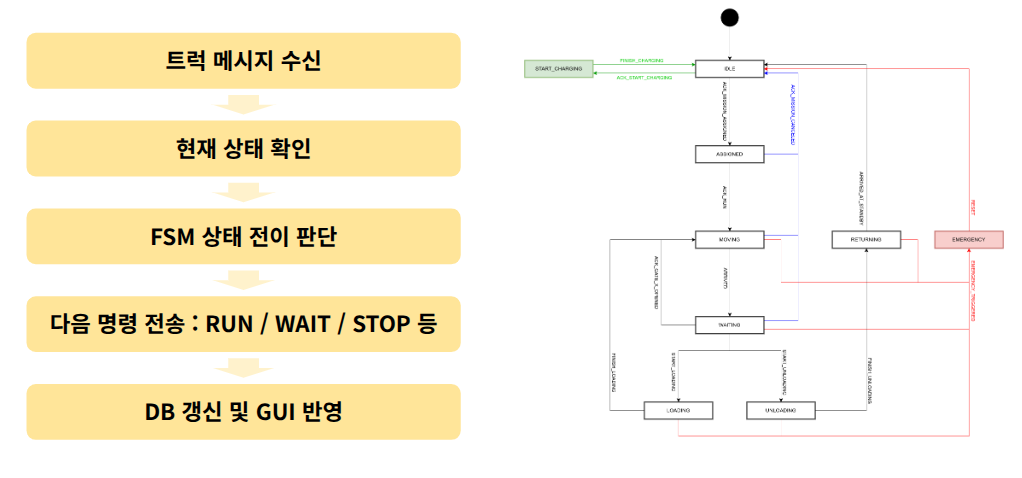 트럭 메시지 수신
현재 상태 확인
FSM 상태 전이 판단
다음 명령 전송 : RUN / WAIT / STOP 등
DB 갱신 및 GUI 반영
START_CHARGING
FINISH_CHARGING
ACK_START_CHARGING
IDLE
ACK_MISSION_ASSIGNED
ACK_MISSION_CANCELED
ASSIGNED
ACK_RUN
ARRIVED_AT_STANDBY
RESET
MOVING
RETURNING
EMERGENCY
ARRIVED
EMERGENCY_TRIGGERED
WAITING
FINISH_LOADING
START_LOADING
START_UNLOADING
FINISH_UNLOADING
LOADING
UNLOADING